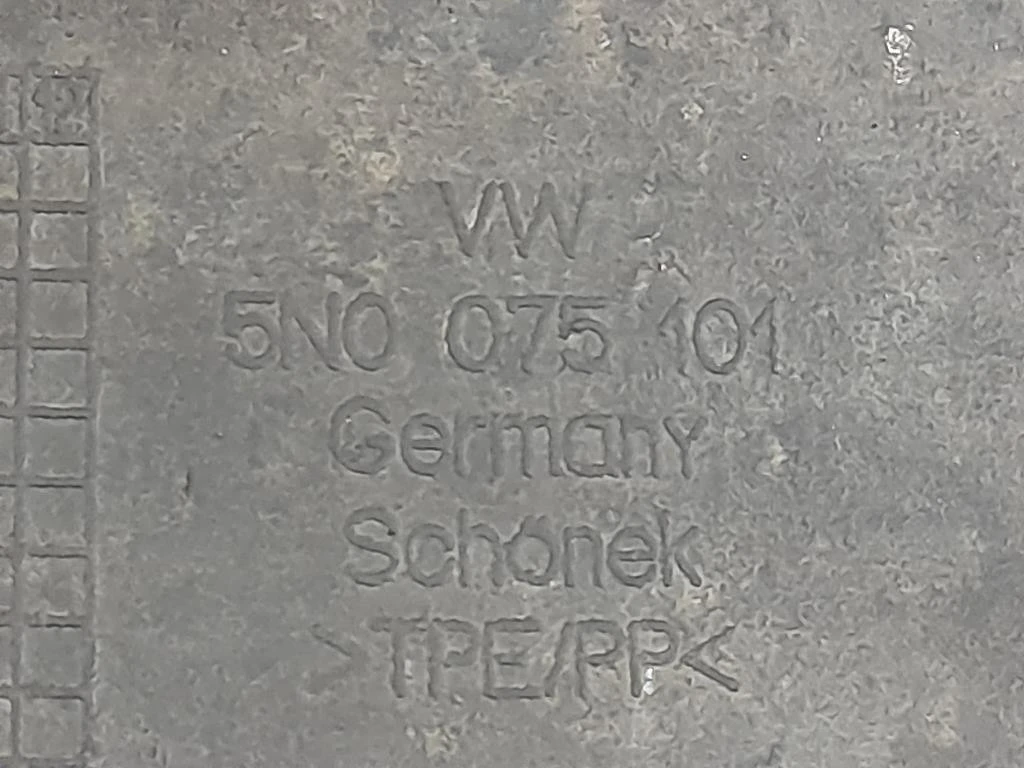 VW
5N0 075 101
Germany
Schönek
>TPE/PP<